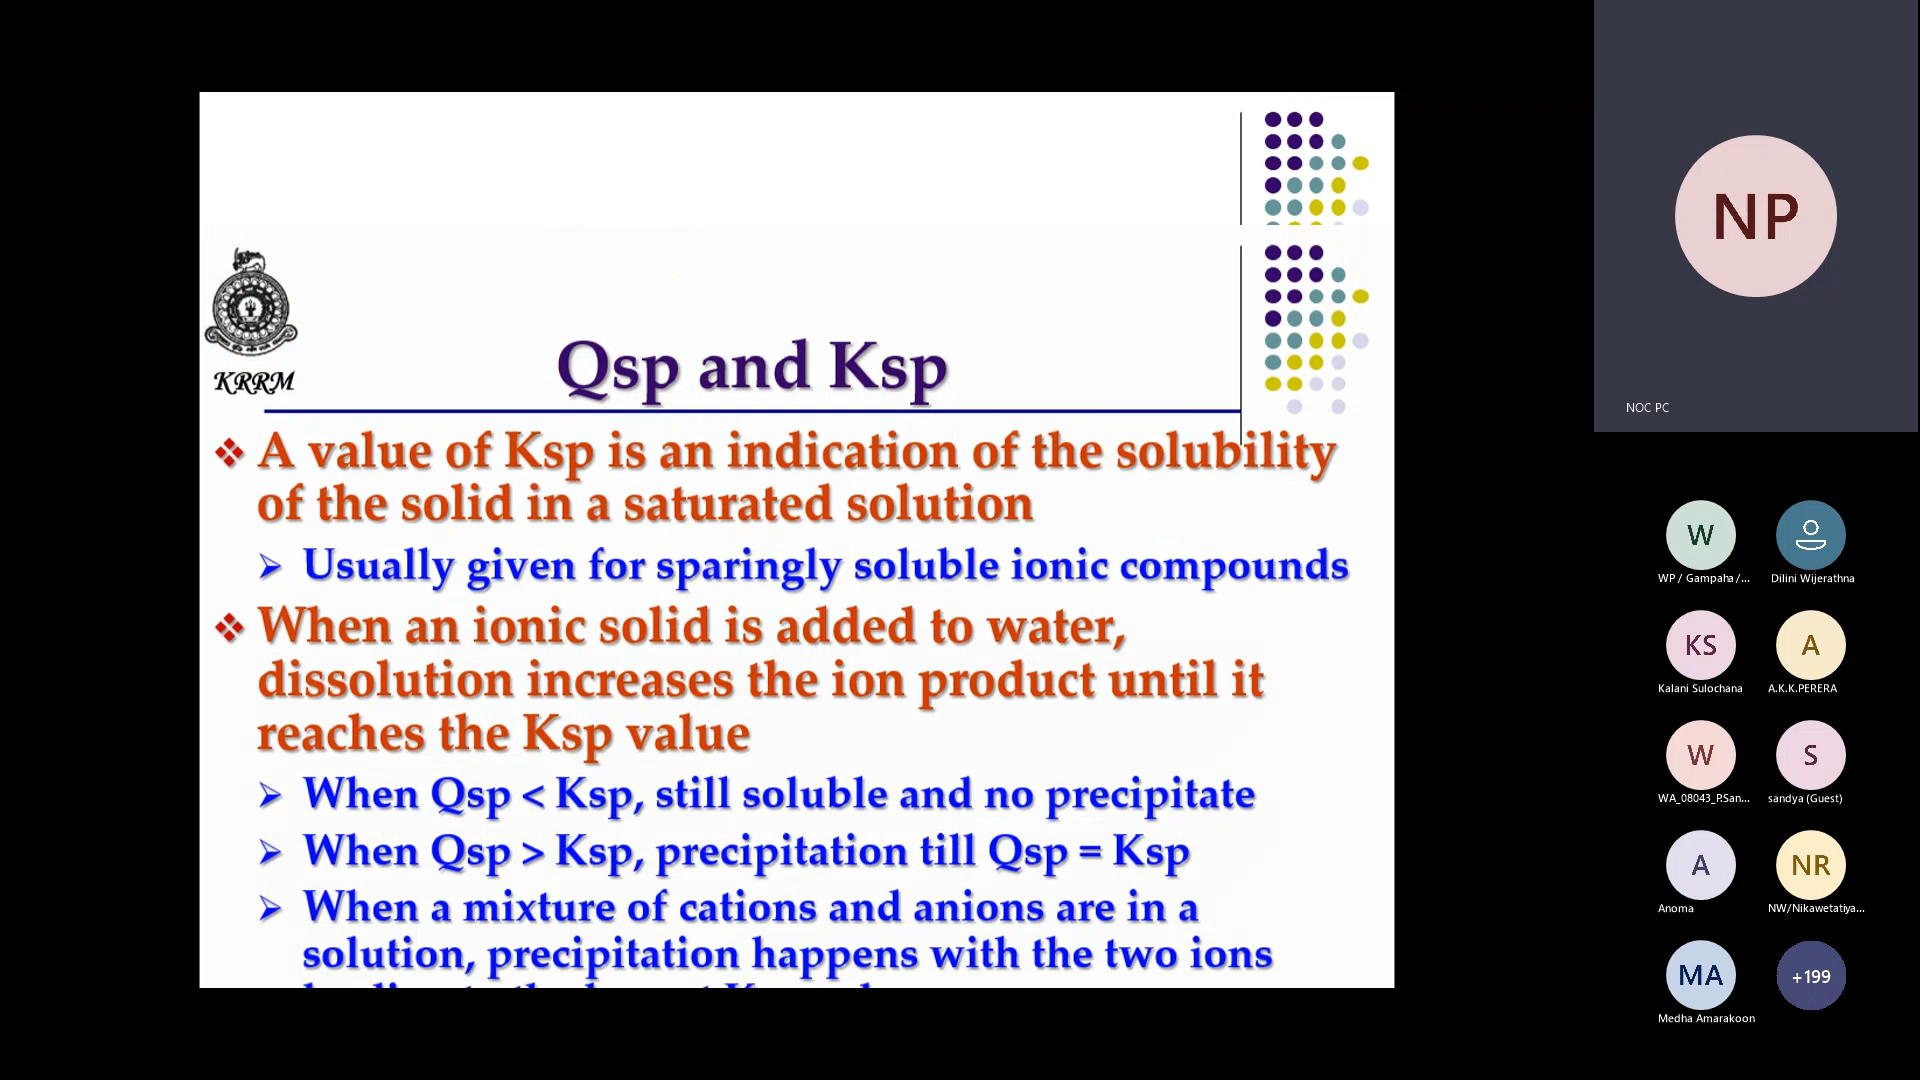 KRRM
Qsp and Ksp
❖ A value of Ksp is an indication of the solubility
of the solid in a saturated solution
➢ Usually given for sparingly soluble ionic compounds
❖ When an ionic solid is added to water,
dissolution increases the ion product until it
reaches the Ksp value
➢ When Qsp < Ksp, still soluble and no precipitate
➢ When Qsp > Ksp, precipitation till Qsp = Ksp
➢ When a mixture of cations and anions are in a
solution, precipitation happens with the two ions
NP
NOC PC
W
WP / Gampaha /...
Dilini Wijerathna
KS
Kalani Sulochana
A
A.K.K.PERERA
W
WA_08043_P.San...
S
sandya (Guest)
A
Anoma
NR
NW/Nikawetatiya...
MA
Medha Amarakoon
+199